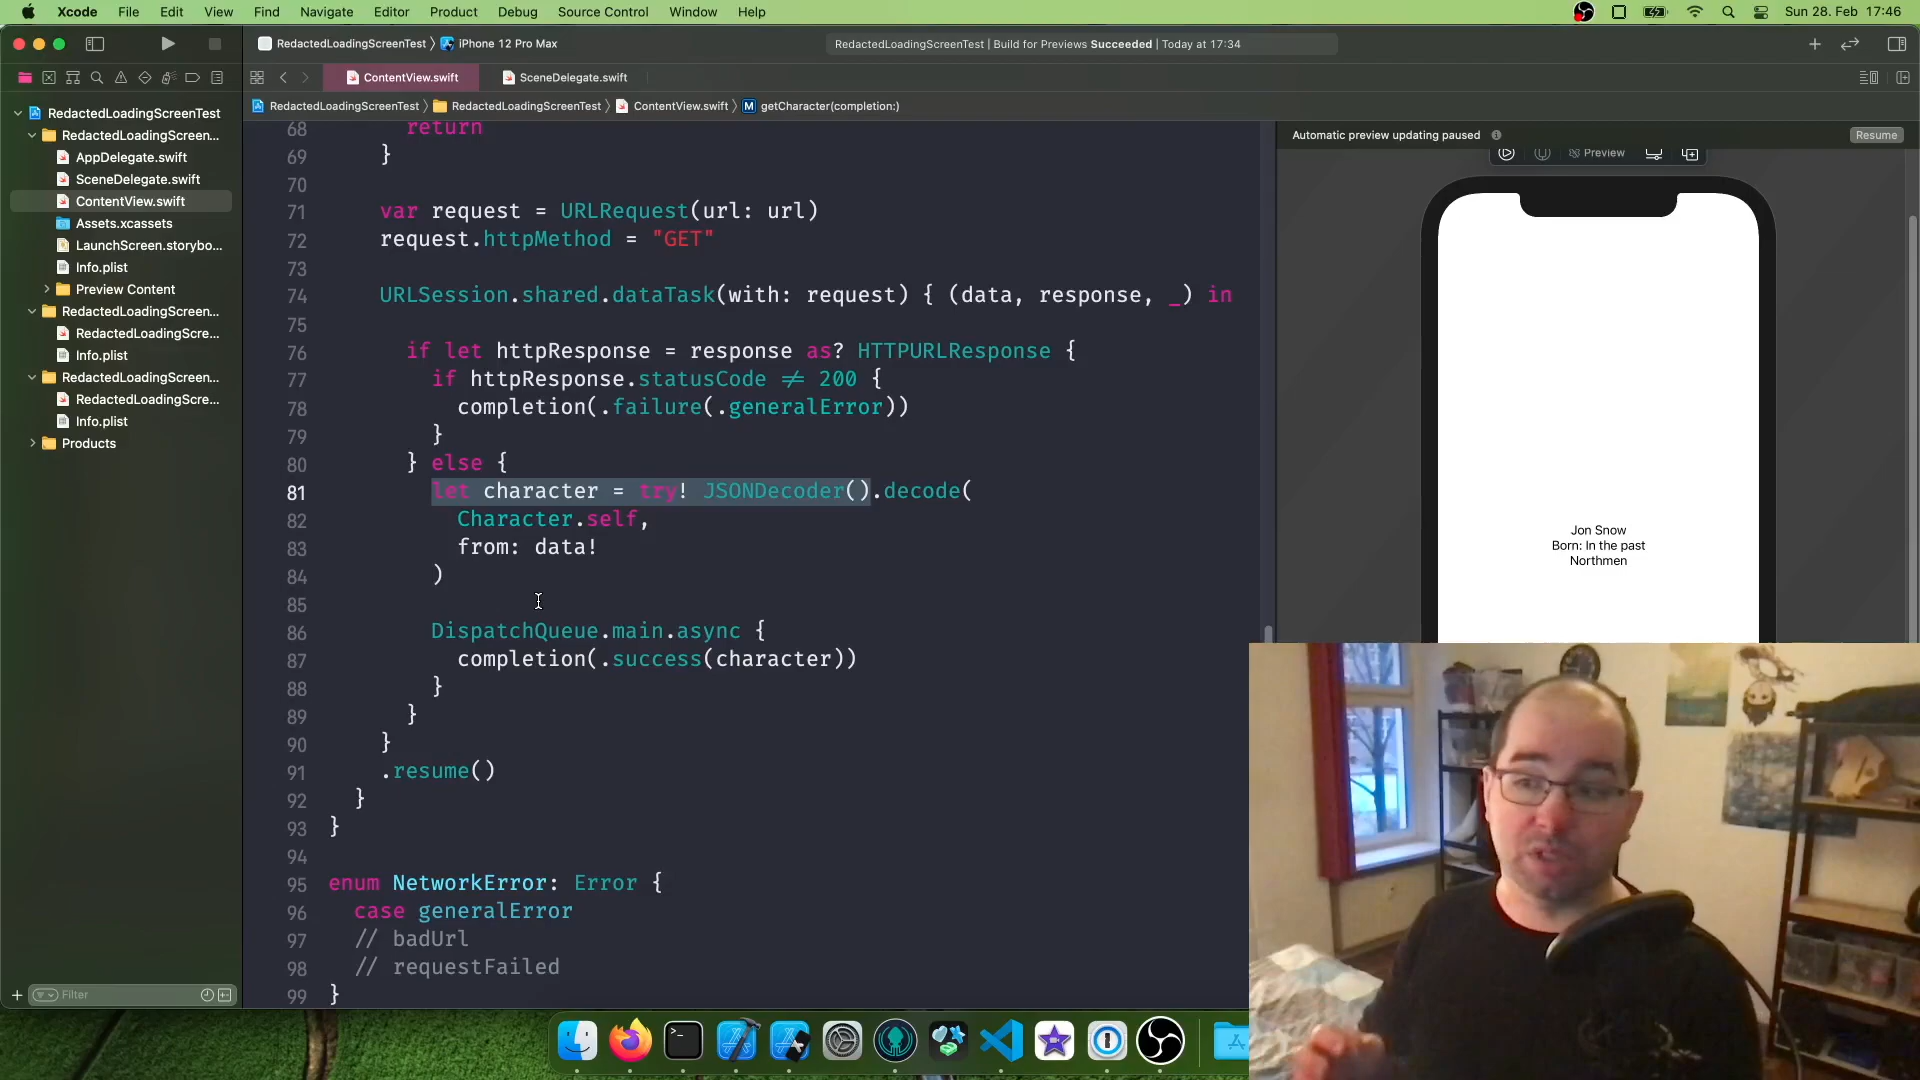 Xcode File Edit View Find Navigate Editor Product Debug Source Control Window Help Sun 28. Feb 17:46
RedactedLoadingScreenTest iPhone 12 Pro Max RedactedLoadingScreenTest | Build for Previews Succeeded | Today at 17:34
ContentView.swift SceneDelegate.swift
RedactedLoadingScreenTest RedactedLoadingScreenTest ContentView.swift M getCharacter(completion:)
RedactedLoadingScreenTest
RedactedLoadingScreen...
AppDelegate.swift
SceneDelegate.swift
ContentView.swift
Assets.xcassets
LaunchScreen.storybo...
Info.plist
Preview Content
RedactedLoadingScreen...
RedactedLoadingScre...
Info.plist
RedactedLoadingScreen...
RedactedLoadingScre...
Info.plist
Products
Filter
68 return
69 }
70
71 var request = URLRequest(url: url)
72 request.httpMethod = "GET"
73
74 URLSession.shared.dataTask(with: request) { (data, response, _) in
75
76 if let httpResponse = response as? HTTPURLResponse {
77 if httpResponse.statusCode ≠ 200 {
78 completion(.failure(.generalError))
79 }
80 } else {
81 let character = try! JSONDecoder().decode(
82 Character.self,
83 from: data!
84 )
85
86 DispatchQueue.main.async {
87 completion(.success(character))
88 }
89 }
90 }
91 .resume()
92 }
93 }
94
95 enum NetworkError: Error {
96 case generalError
97 // badUrl
98 // requestFailed
99 }
Automatic preview updating paused Resume
Preview
Jon Snow
Born: In the past
Northmen